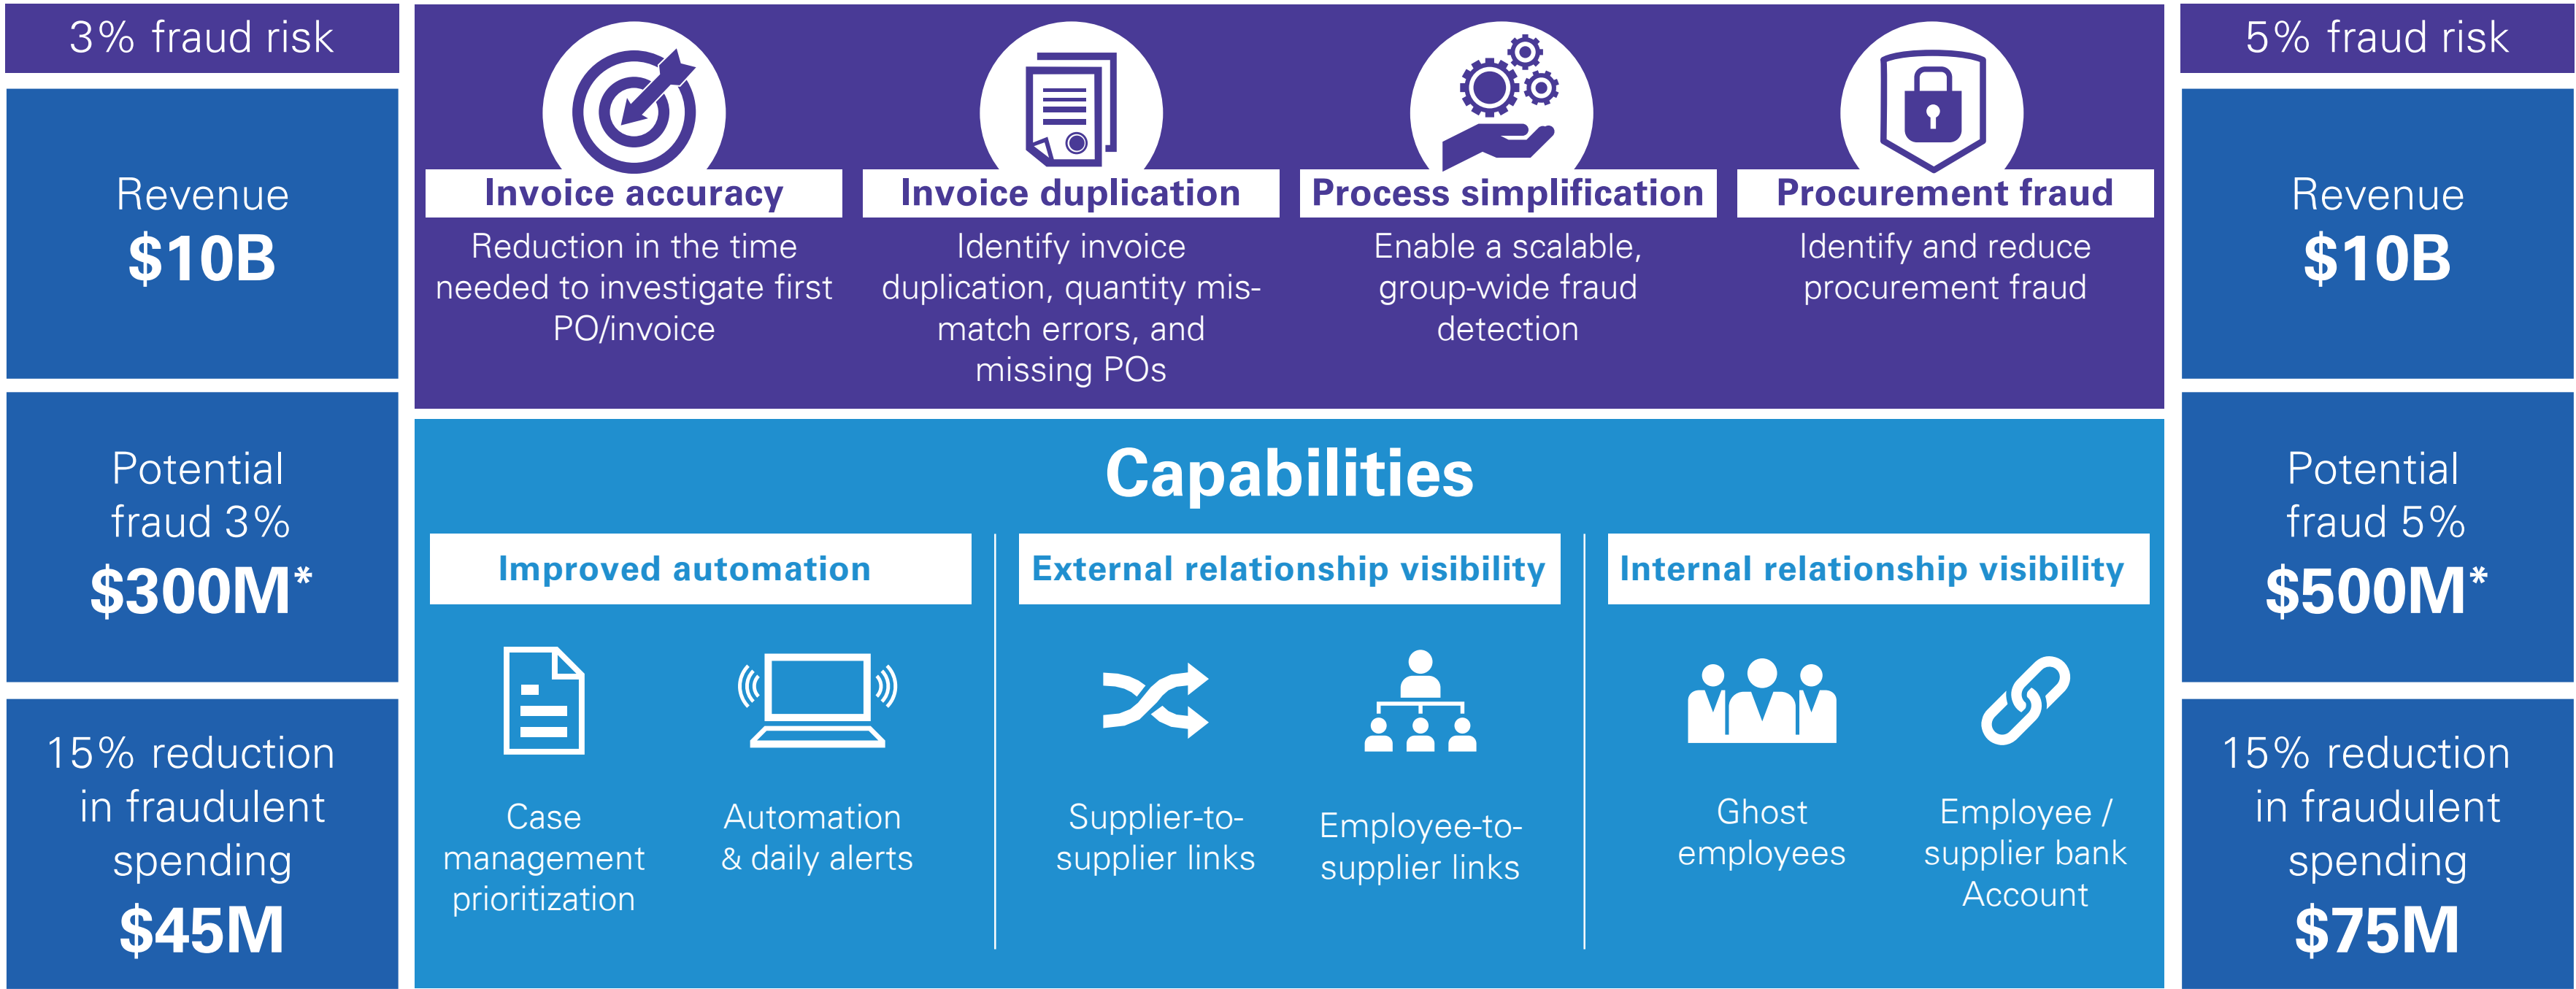 3% fraud risk
Revenue
$10B
Potential
fraud 3%
$300M*
15% reduction
in fraudulent
spending
$45M
Invoice accuracy
Reduction in the time
needed to investigate first
PO/invoice
Invoice duplication
Identify invoice
duplication, quantity mis-
match errors, and
missing POs
Process simplification
Enable a scalable,
group-wide fraud
detection
Procurement fraud
Identify and reduce
procurement fraud
Capabilities
Improved automation
Case
management
prioritization
Automation
& daily alerts
External relationship visibility
Supplier-to-
supplier links
Employee-to-
supplier links
Internal relationship visibility
Ghost
employees
Employee /
supplier bank
Account
5% fraud risk
Revenue
$10B
Potential
fraud 5%
$500M*
15% reduction
in fraudulent
spending
$75M